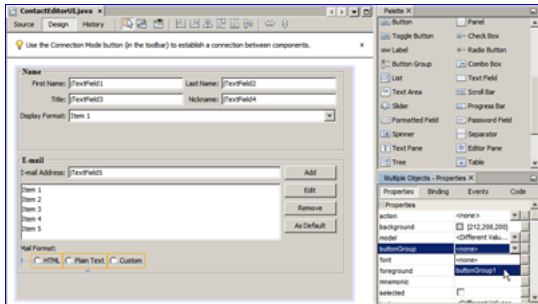 ContactEditorUI.java x
Source Design History
Use the Connection Mode button (in the toolbar) to establish a connection between components. x
Name
First Name: jTextField1 Last Name: jTextField2
Title: jTextField3 Nickname: jTextField4
Display Format: Item 1
E-mail
E-mail Address: jTextField5 Add
Item 1 Edit
Item 2
Item 3 Remove
Item 4
Item 5 As Default
Mail Format:
HTML Plain Text Custom
Palette x
Button Panel
Toggle Button Check Box
Label Radio Button
Button Group Combo Box
List Text Field
Text Area Scroll Bar
Slider Progress Bar
Formatted Field Password Field
Spinner Separator
Text Pane Editor Pane
Tree Table
Multiple Objects - Properties x
Properties Binding Events Code
Properties
action <none>
background [212,208,200]
model <Different Valu...
buttonGroup <none>
font <none>
foreground buttonGroup1
mnemonic
selected